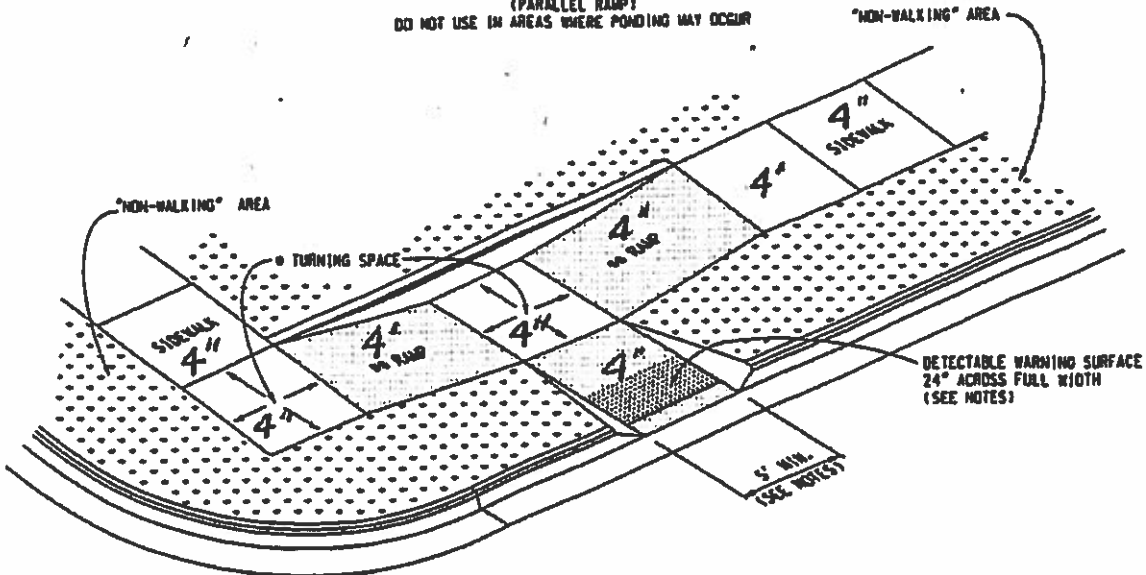 (PARALLEL RAMP)
DO NOT USE IN AREAS WHERE PONDING MAY OCCUR
"NON-WALKING" AREA
4"
SIDEWALK
4"
4"
RAMP
"NON-WALKING" AREA
* TURNING SPACE
SIDEWALK
4"
4"
RAMP
4"
4"
4"
DETECTABLE WARNING SURFACE
24" ACROSS FULL WIDTH
(SEE NOTES)
5' MIN.
(SEE NOTES)